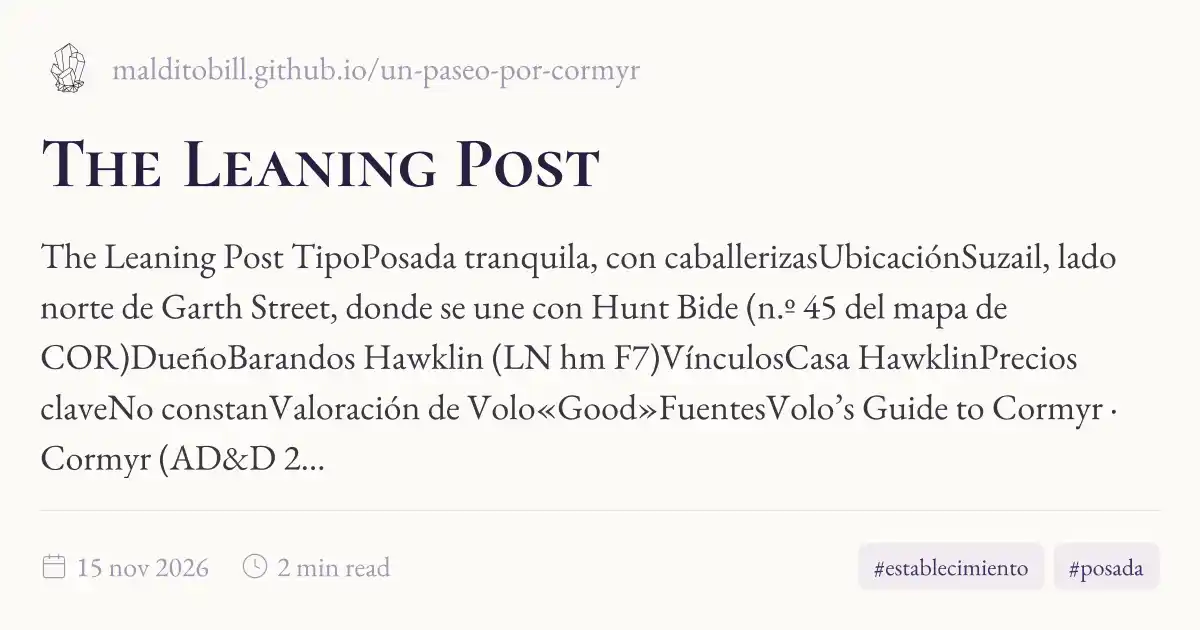 malditobill.github.io/un-paseo-por-cormyr
The Leaning Post
The Leaning Post TipoPosada tranquila, con caballerizasUbicaciónSuzail, lado
norte de Garth Street, donde se une con Hunt Bide (n.º 45 del mapa de
COR)DueñoBarandos Hawklin (LN hm F7)VínculosCasa HawklinPrecios
claveNo constanValoración de Volo«Good»FuentesVolo’s Guide to Cormyr ·
Cormyr (AD&D 2...
15 nov 2026
2 min read
#establecimiento
#posada